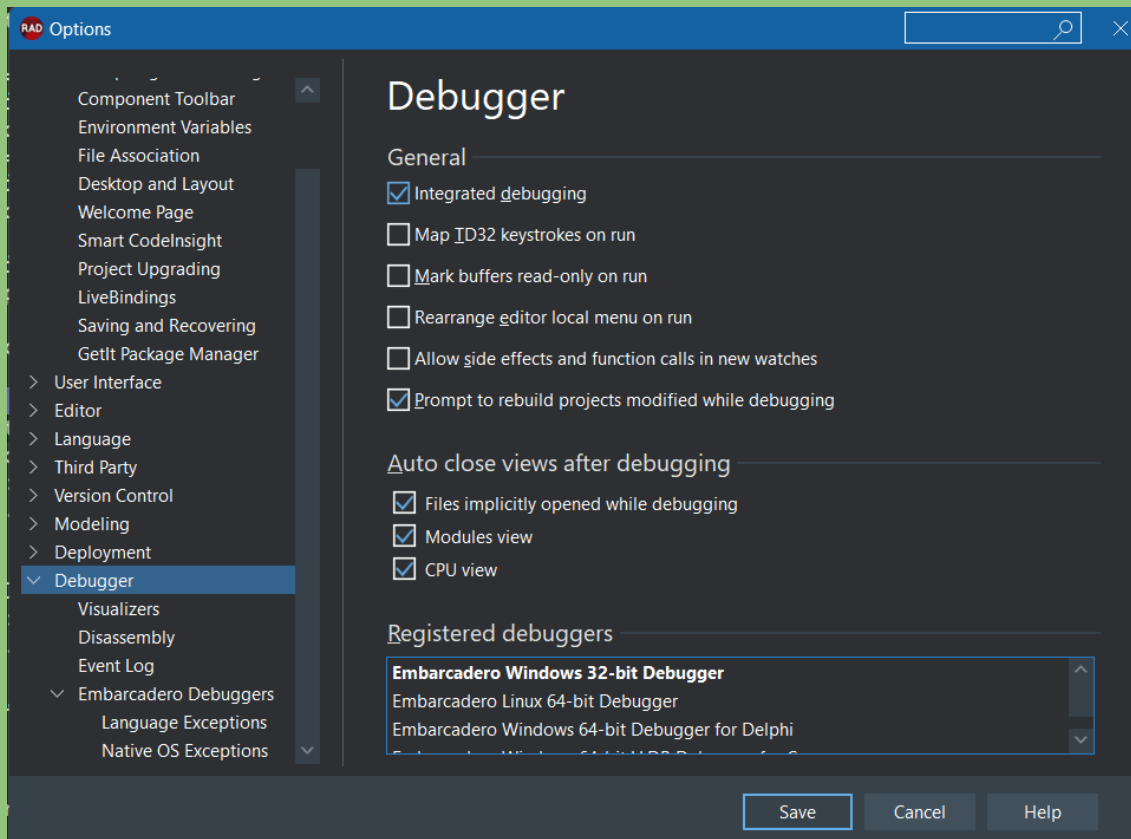 RAD Options
Component Toolbar
Environment Variables
File Association
Desktop and Layout
Welcome Page
Smart CodeInsight
Project Upgrading
LiveBindings
Saving and Recovering
GetIt Package Manager
User Interface
Editor
Language
Third Party
Version Control
Modeling
Deployment
Debugger
Visualizers
Disassembly
Event Log
Embarcadero Debuggers
Language Exceptions
Native OS Exceptions
Debugger
General
Integrated debugging
Map TD32 keystrokes on run
Mark buffers read-only on run
Rearrange editor local menu on run
Allow side effects and function calls in new watches
Prompt to rebuild projects modified while debugging
Auto close views after debugging
Files implicitly opened while debugging
Modules view
CPU view
Registered debuggers
Embarcadero Windows 32-bit Debugger
Embarcadero Linux 64-bit Debugger
Embarcadero Windows 64-bit Debugger for Delphi
Save Cancel Help